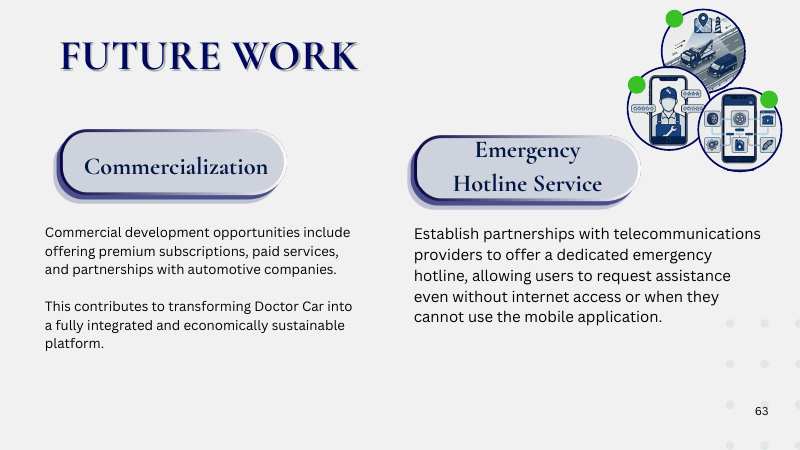 FUTURE WORK
Commercialization
Commercial development opportunities include
offering premium subscriptions, paid services,
and partnerships with automotive companies.
This contributes to transforming Doctor Car into
a fully integrated and economically sustainable
platform.
Emergency
Hotline Service
Establish partnerships with telecommunications
providers to offer a dedicated emergency
hotline, allowing users to request assistance
even without internet access or when they
cannot use the mobile application.
63